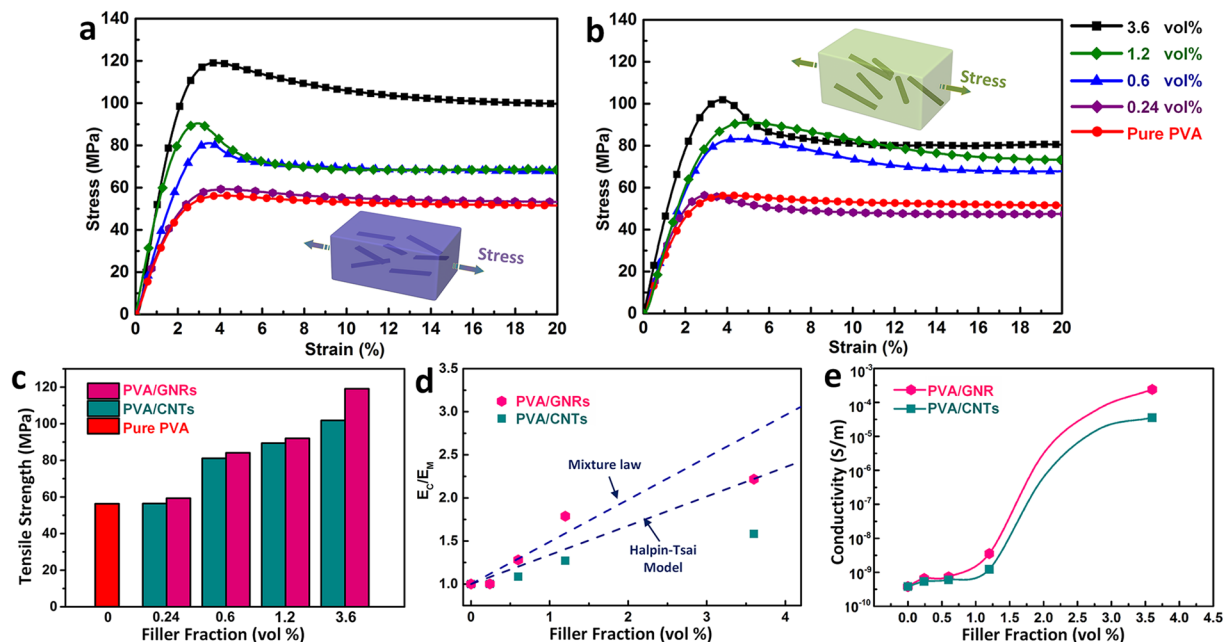 a
140
120
100
80
60
40
20
0
Stress (MPa)
0 2 4 6 8 10 12 14 16 18 20
Strain (%)
Stress
b
140
120
100
80
60
40
20
0
Stress (MPa)
0 2 4 6 8 10 12 14 16 18 20
Strain (%)
Stress
3.6 vol%
1.2 vol%
0.6 vol%
0.24 vol%
Pure PVA
c
PVA/GNRs
PVA/CNTs
Pure PVA
120
100
80
60
40
20
0
Tensile Strength (MPa)
0 0.24 0.6 1.2 3.6
Filler Fraction (vol %)
d
PVA/GNRs
PVA/CNTs
Mixture law
Halpin-Tsai
Model
3.5
3.0
2.5
2.0
1.5
1.0
EC/EM
0 1 2 3 4
Filler Fraction (vol %)
e
PVA/GNR
PVA/CNTs
10⁻³
10⁻⁴
10⁻⁵
10⁻⁶
10⁻⁷
10⁻⁸
10⁻⁹
10⁻¹⁰
Conductivity (S/m)
0.0 0.5 1.0 1.5 2.0 2.5 3.0 3.5 4.0 4.5
Filler Fraction (vol %)